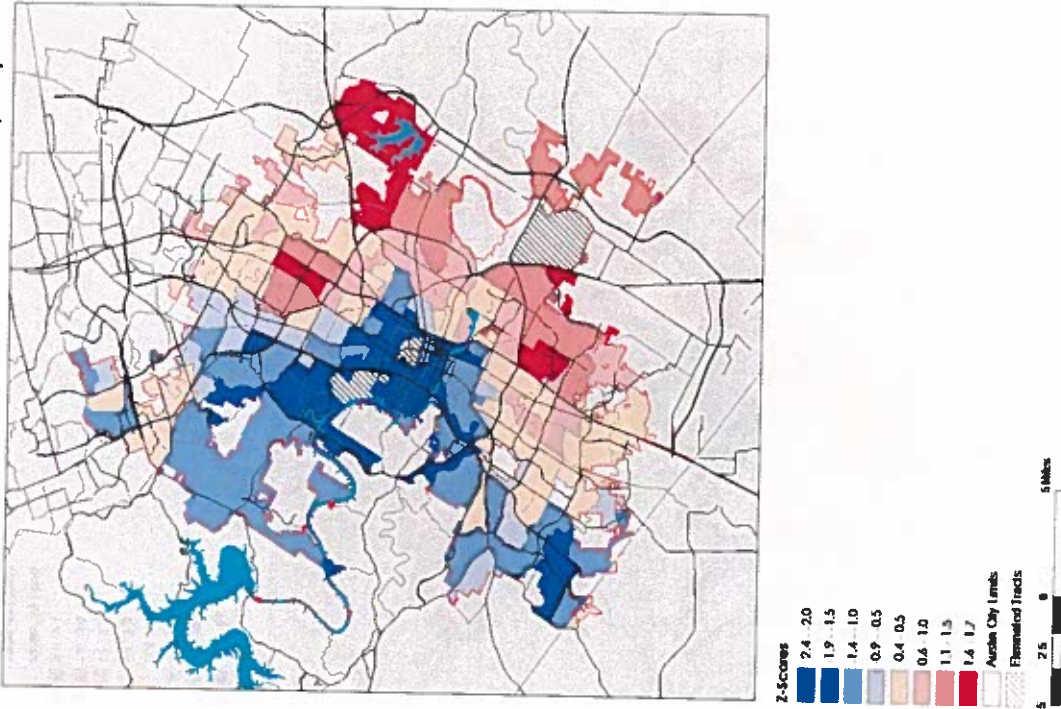 Z-Scores
2.4 - 2.0
1.9 - 1.5
1.4 - 1.0
0.9 - 0.5
0.4 - 0.5
0.6 - 1.0
1.1 - 1.5
1.6 - 1.7
Austin City Limits
Eliminated Tracts
5 2.5 0 5 Miles